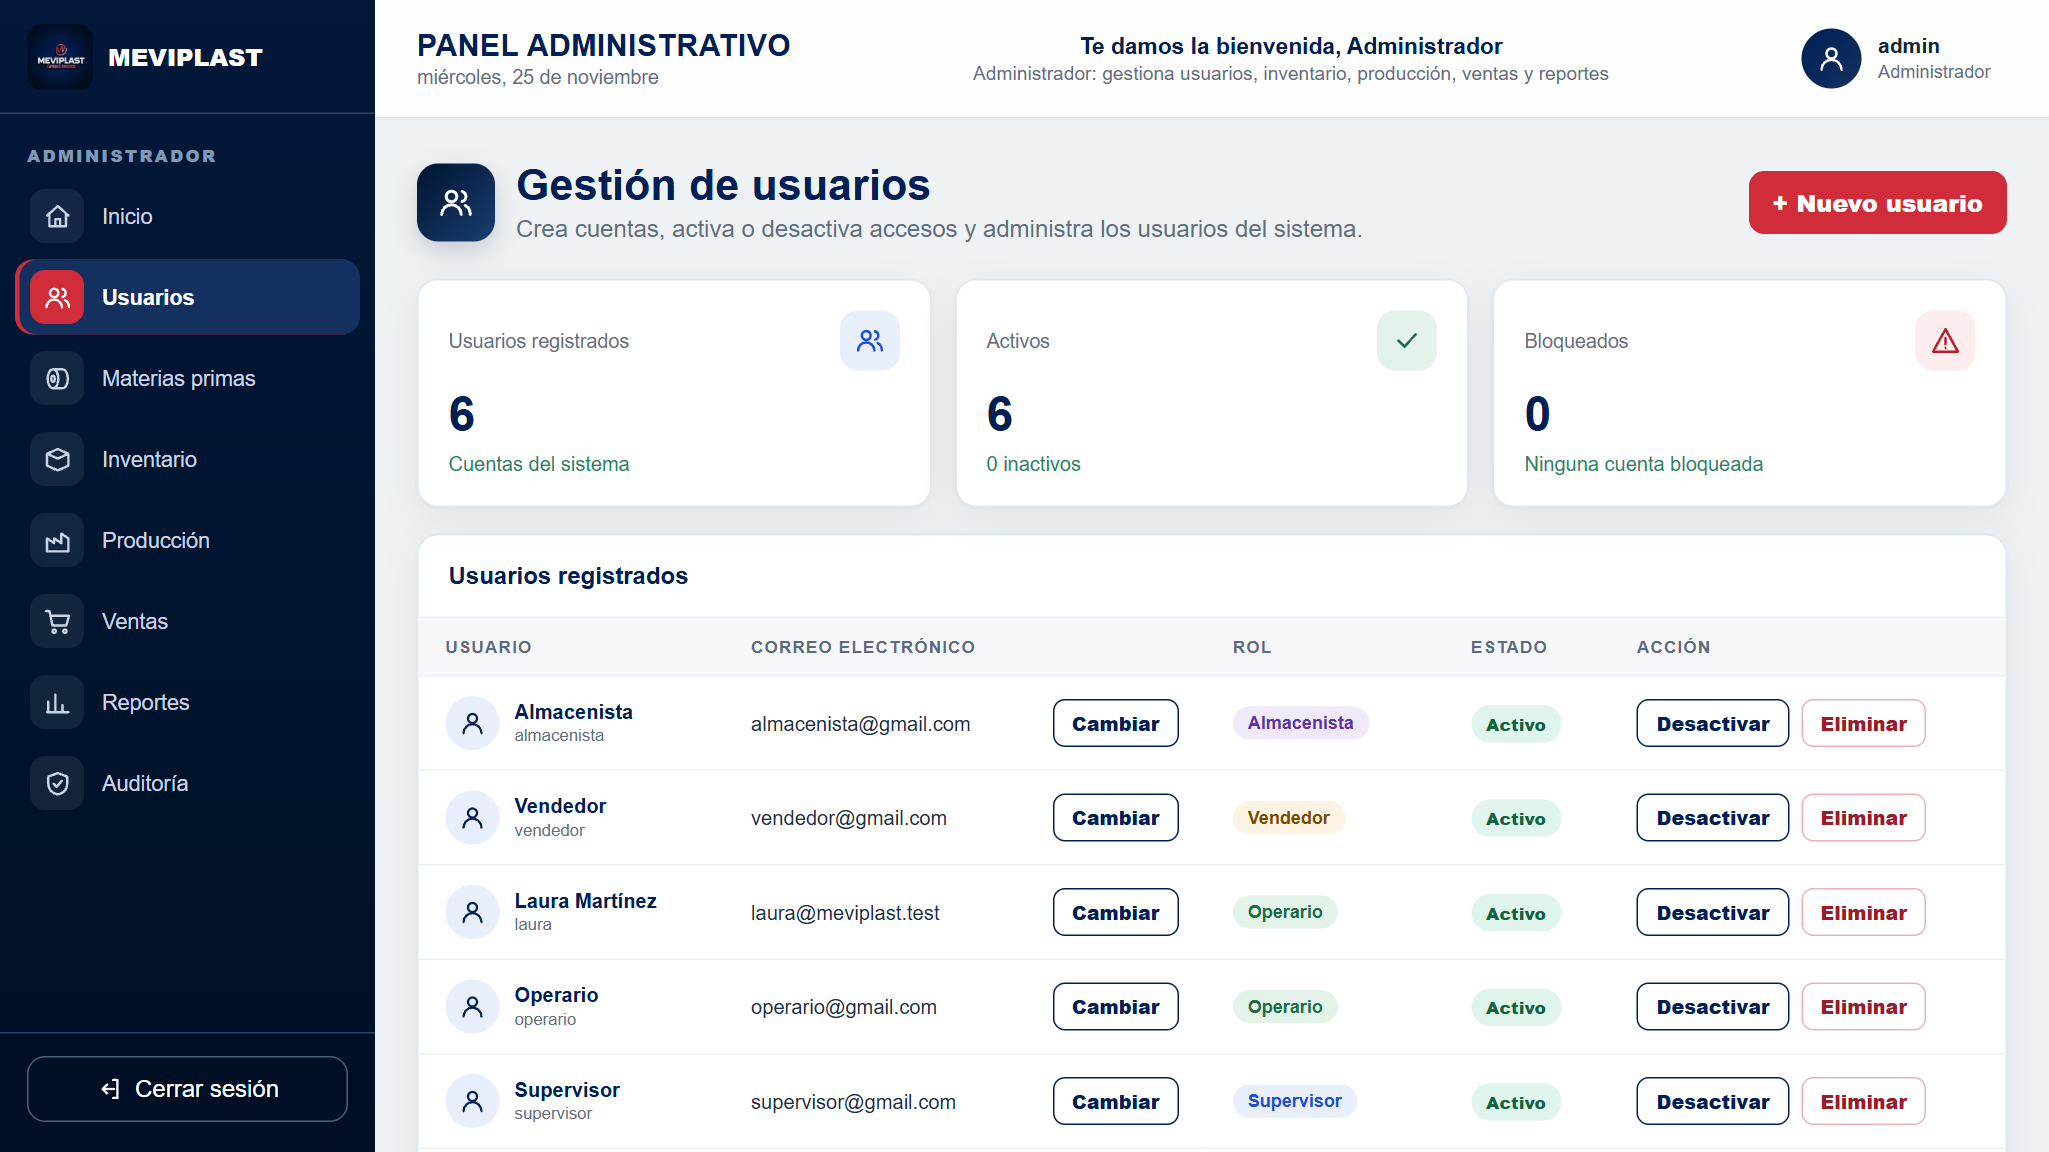 MEVIPLAST
MEVIPLAST
ADMINISTRADOR
Inicio
Usuarios
Materias primas
Inventario
Producción
Ventas
Reportes
Auditoría
Cerrar sesión
PANEL ADMINISTRATIVO
miércoles, 25 de noviembre
Te damos la bienvenida, Administrador
Administrador: gestiona usuarios, inventario, producción, ventas y reportes
admin
Administrador
Gestión de usuarios
Crea cuentas, activa o desactiva accesos y administra los usuarios del sistema.
+ Nuevo usuario
Usuarios registrados
6
Cuentas del sistema
Activos
6
0 inactivos
Bloqueados
0
Ninguna cuenta bloqueada
Usuarios registrados
USUARIO CORREO ELECTRÓNICO ROL ESTADO ACCIÓN
Almacenista
almacenista
almacenista@gmail.com Cambiar Almacenista Activo Desactivar Eliminar
Vendedor
vendedor
vendedor@gmail.com Cambiar Vendedor Activo Desactivar Eliminar
Laura Martínez
laura
laura@meviplast.test Cambiar Operario Activo Desactivar Eliminar
Operario
operario
operario@gmail.com Cambiar Operario Activo Desactivar Eliminar
Supervisor
supervisor
supervisor@gmail.com Cambiar Supervisor Activo Desactivar Eliminar